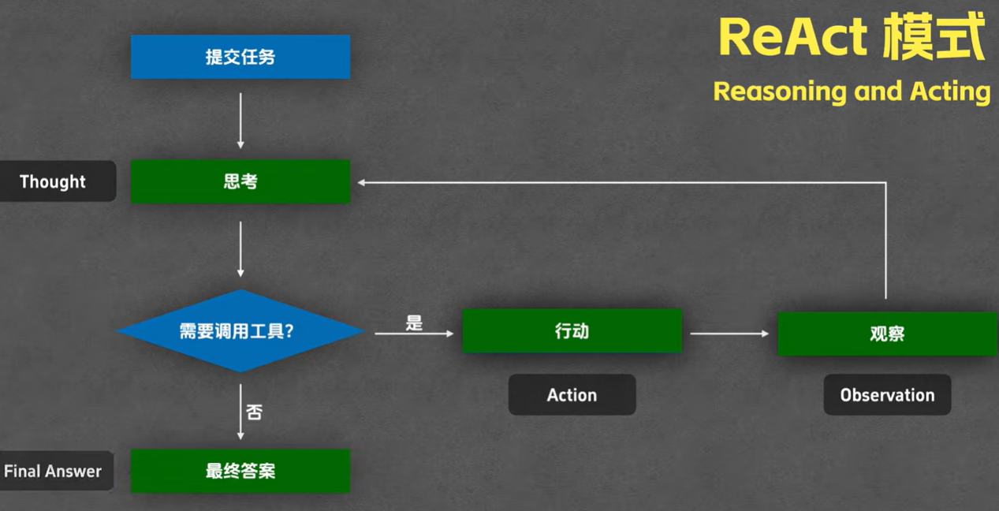 ReAct 模式
Reasoning and Acting
提交任务
Thought
思考
需要调用工具?
是
行动
Action
观察
Observation
否
Final Answer
最终答案